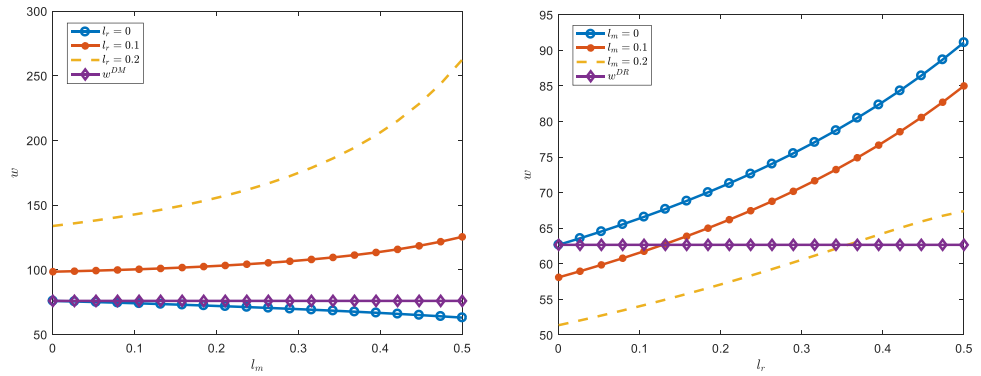 300
250
200
150
100
50
w
l_r = 0
l_r = 0.1
l_r = 0.2
w^{DM}
0 0.1 0.2 0.3 0.4 0.5
l_m
95
90
85
80
75
70
65
60
55
50
w
l_m = 0
l_m = 0.1
l_m = 0.2
w^{DR}
0 0.1 0.2 0.3 0.4 0.5
l_r